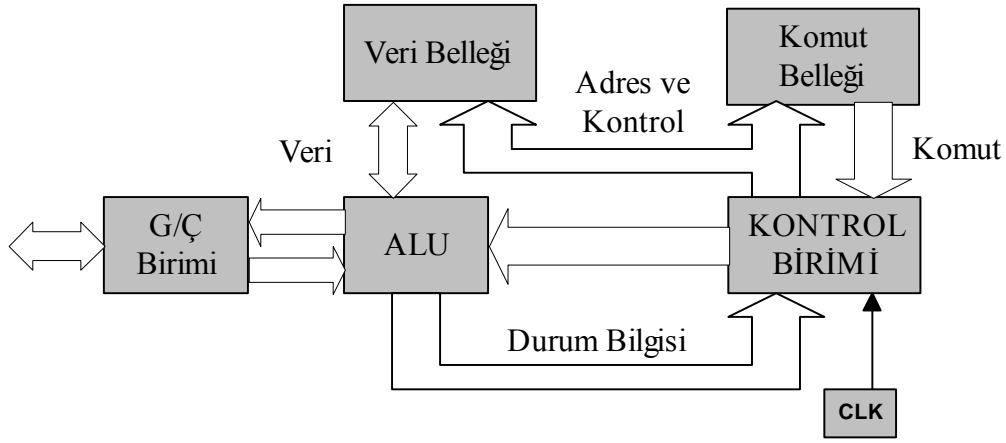 Veri Belleği
Komut
Belleği
Adres ve
Kontrol
Veri
Komut
G/Ç
Birimi
ALU
KONTROL
BİRİMİ
Durum Bilgisi
CLK